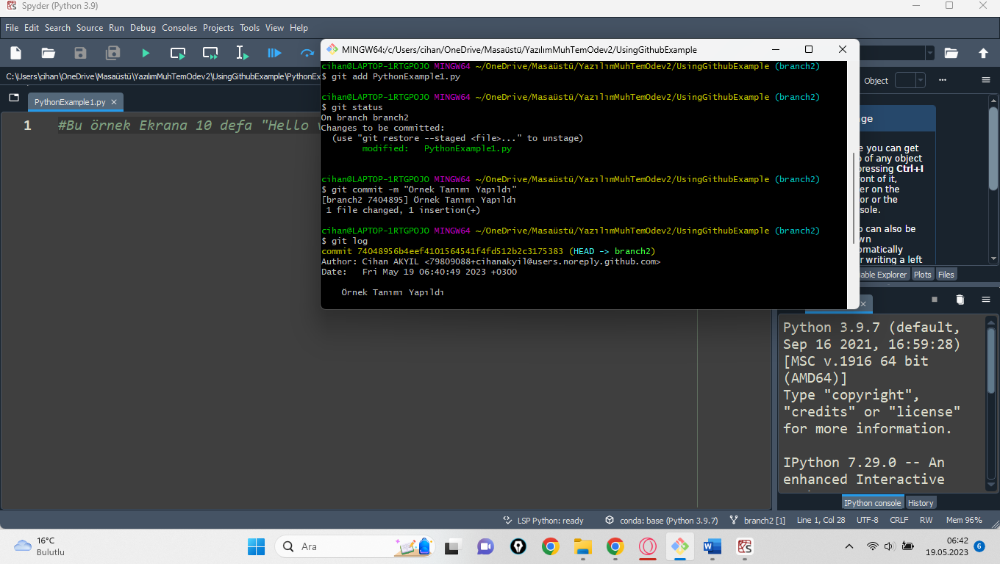 Spyder (Python 3.9)
File Edit Search Source Run Debug Consoles Projects Tools View Help
MINGW64:/c/Users/cihan/OneDrive/Masaüstü/YazılımMuhTemOdev2/UsingGithubExample
C:\Users\cihan\OneDrive\Masaüstü\YazılımMuhTemOdev2\UsingGithubExample\PythonEx
Object
PythonExample1.py
1 #Bu örnek Ekrana 10 defa "Hello
cihan@LAPTOP-1RTGPOJO MINGW64 ~/OneDrive/Masaüstü/YazılımMuhTemOdev2/UsingGithubExample (branch2)
$ git add PythonExample1.py
cihan@LAPTOP-1RTGPOJO MINGW64 ~/OneDrive/Masaüstü/YazılımMuhTemOdev2/UsingGithubExample (branch2)
$ git status
On branch branch2
Changes to be committed:
(use "git restore --staged <file>..." to unstage)
modified: PythonExample1.py
cihan@LAPTOP-1RTGPOJO MINGW64 ~/OneDrive/Masaüstü/YazılımMuhTemOdev2/UsingGithubExample (branch2)
$ git commit -m "Örnek Tanımı Yapıldı"
[branch2 7404895] Örnek Tanımı Yapıldı
1 file changed, 1 insertion(+)
cihan@LAPTOP-1RTGPOJO MINGW64 ~/OneDrive/Masaüstü/YazılımMuhTemOdev2/UsingGithubExample (branch2)
$ git log
commit 74048956b4eef4101564541f4fd512b2c3175383 (HEAD -> branch2)
Author: Cihan AKYIL <79809088+cihanakyil@users.noreply.github.com>
Date: Fri May 19 06:40:49 2023 +0300
Örnek Tanımı Yapıldı
ge
e you can get
of any object
pressing Ctrl+I
ront of it,
er on the
or or the
sole.
can also be
wn
omatically
r writing a left
able Explorer Plots Files
Python 3.9.7 (default,
Sep 16 2021, 16:59:28)
[MSC v.1916 64 bit
(AMD64)]
Type "copyright",
"credits" or "license"
for more information.
IPython 7.29.0 -- An
enhanced Interactive
IPython console History
LSP Python: ready conda: base (Python 3.9.7) branch2 [1] Line 1, Col 28 UTF-8 CRLF RW Mem 96%
16°C
Bulutlu
Ara
06:42
19.05.2023
6